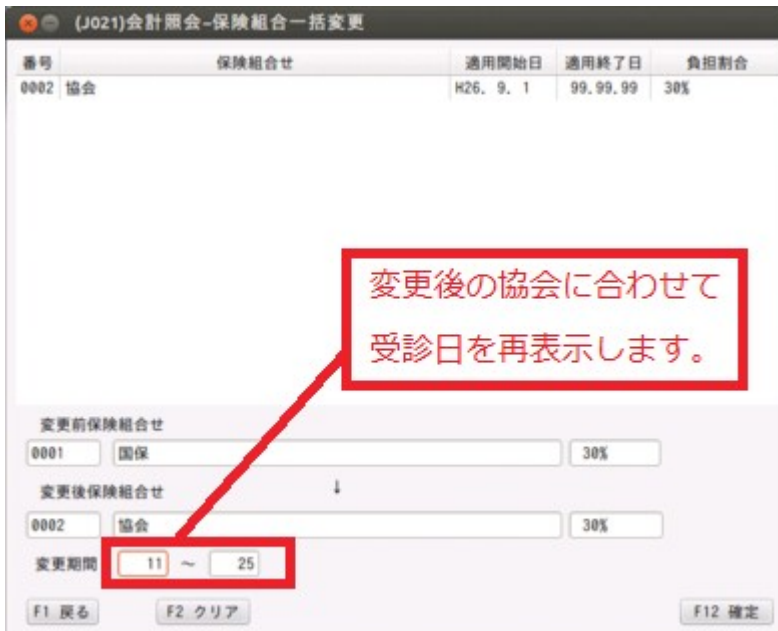 (J021)会計照会–保険組合一括変更
番号 保険組合せ 適用開始日 適用終了日 負担割合
0002 協会 H26. 9. 1 99.99.99 30%
変更後の協会に合わせて
受診日を再表示します。
変更前保険組合せ
0001 国保 30%
↓
変更後保険組合せ
0002 協会 30%
変更期間 11 ～ 25
F1 戻る F2 クリア F12 確定